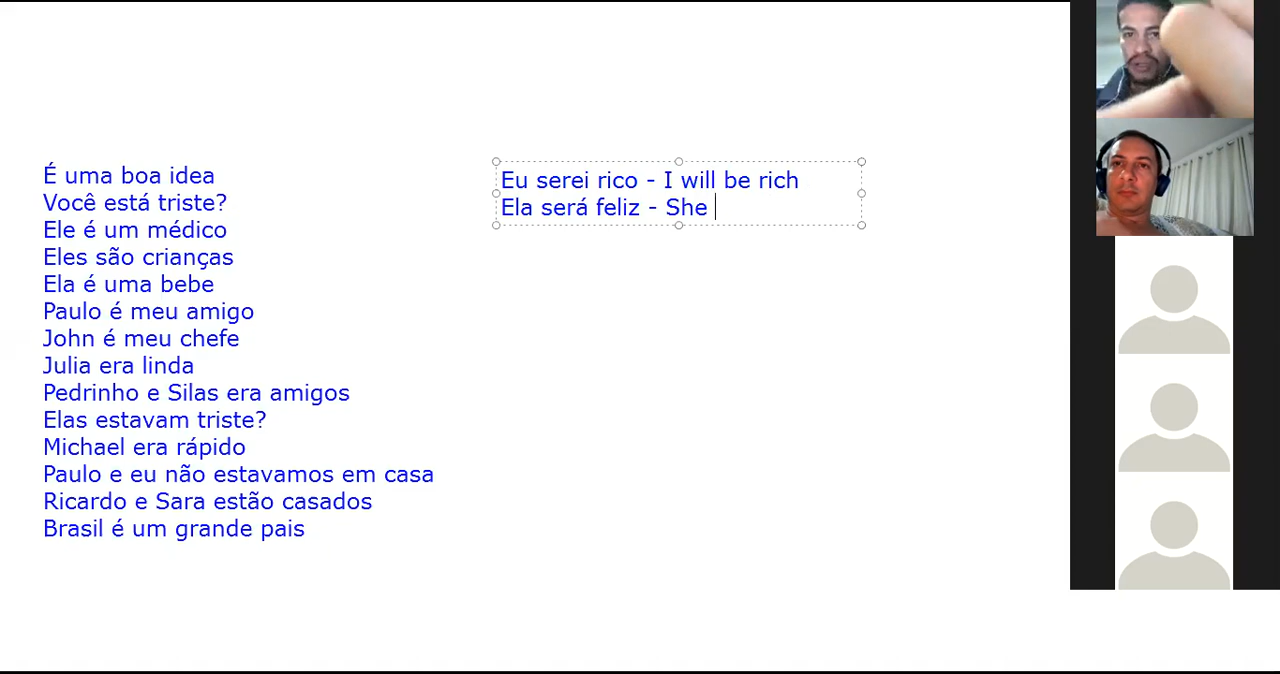 É uma boa idea
Você está triste?
Ele é um médico
Eles são crianças
Ela é uma bebe
Paulo é meu amigo
John é meu chefe
Julia era linda
Pedrinho e Silas era amigos
Elas estavam triste?
Michael era rápido
Paulo e eu não estavamos em casa
Ricardo e Sara estão casados
Brasil é um grande pais
Eu serei rico - I will be rich
Ela será feliz - She